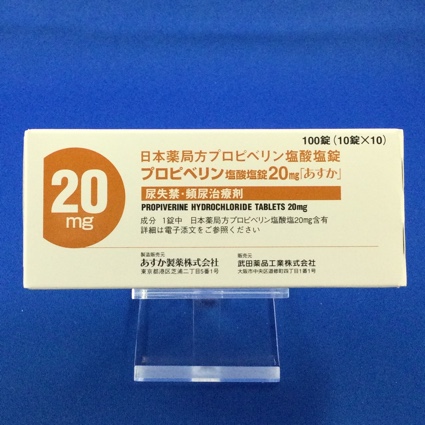 100錠(10錠×10)
日本薬局方プロピベリン塩酸塩錠
プロピベリン塩酸塩錠20mg「あすか」
20
mg
尿失禁・頻尿治療剤
PROPIVERINE HYDROCHLORIDE TABLETS 20mg
成分 1錠中 日本薬局方プロピベリン塩酸塩20mg含有
詳細は電子添文をご参照ください
製造販売元
あすか製薬株式会社
東京都港区芝浦二丁目5番1号
販売元
武田薬品工業株式会社
大阪市中央区道修町四丁目1番1号